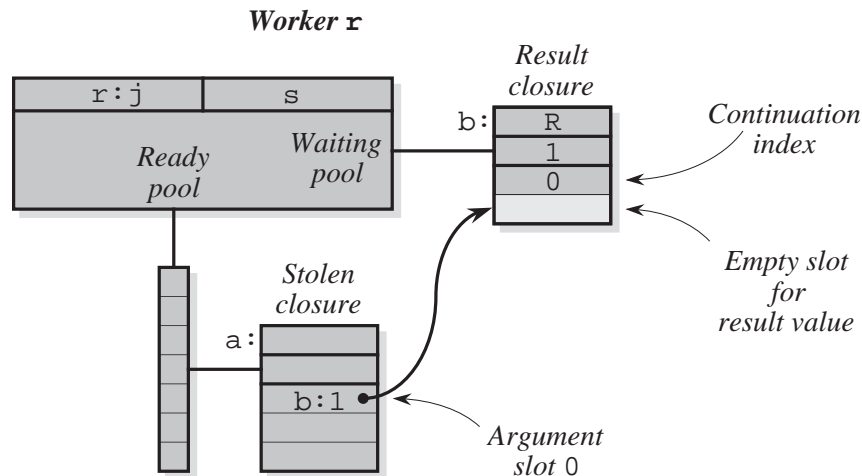 Worker r
Result
closure
r:j
s
b:
R
1
0
Continuation
index
Ready
pool
Waiting
pool
Empty slot
for
result value
Stolen
closure
a:
b:1
Argument
slot 0